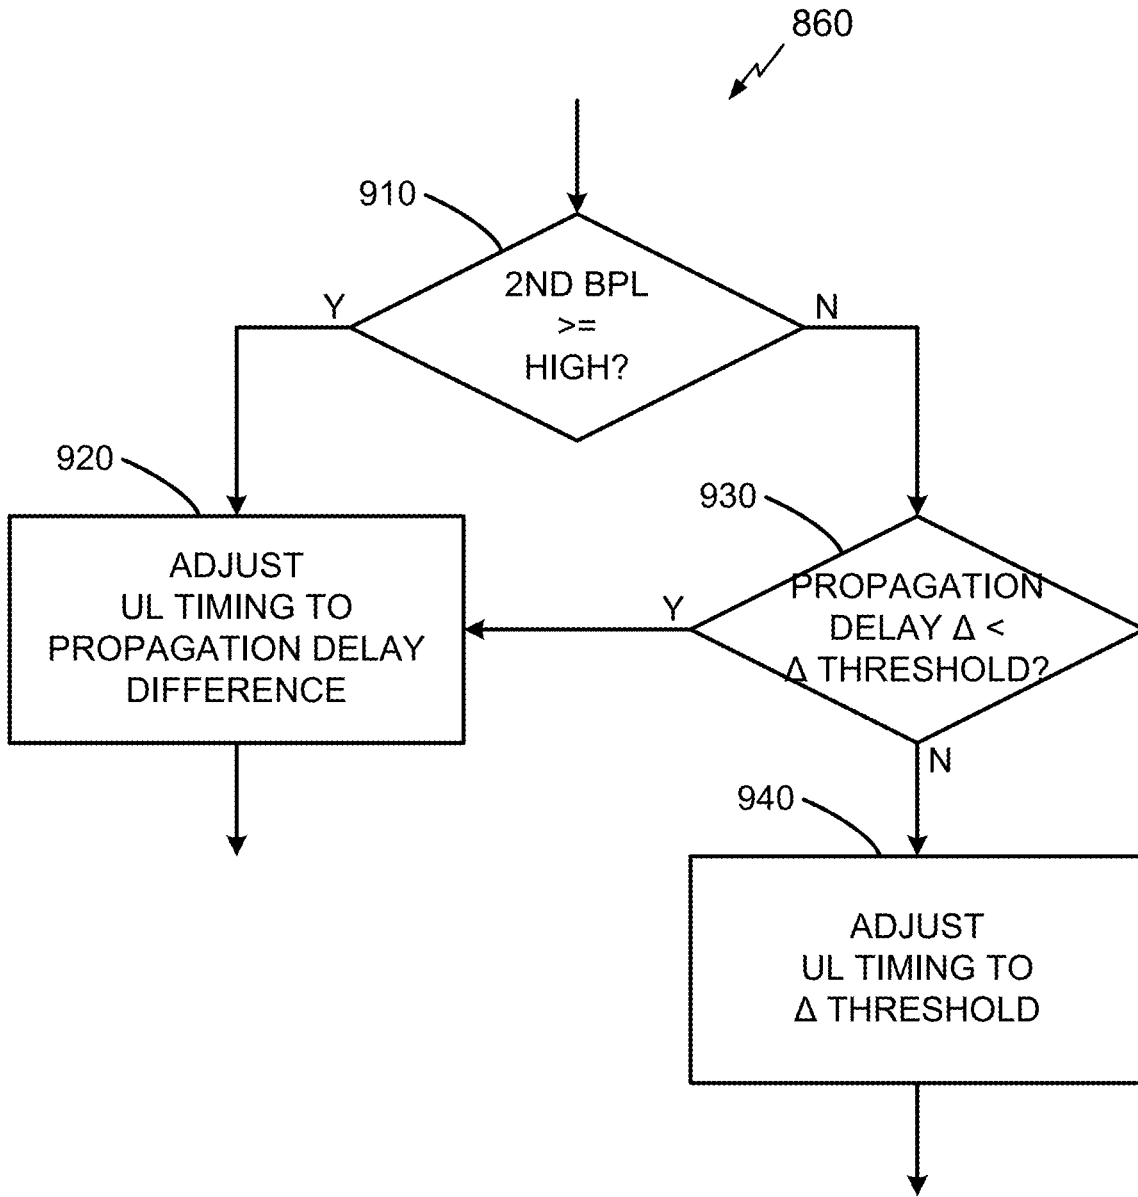 860
910
2ND BPL
>=
HIGH?
Y
N
920
930
ADJUST
UL TIMING TO
PROPAGATION DELAY
DIFFERENCE
Y
PROPAGATION
DELAY Δ <
Δ THRESHOLD?
N
940
ADJUST
UL TIMING TO
Δ THRESHOLD